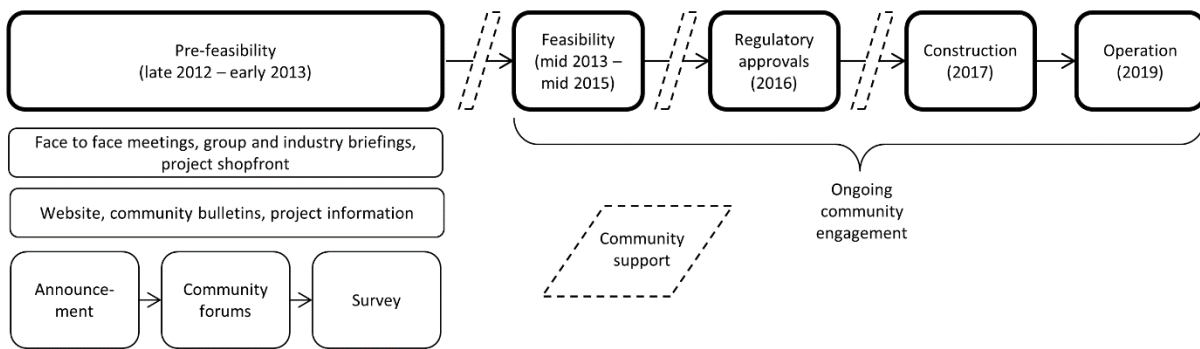 Pre-feasibility
(late 2012 – early 2013)
Feasibility
(mid 2013 –
mid 2015)
Regulatory
approvals
(2016)
Construction
(2017)
Operation
(2019)
Face to face meetings, group and industry briefings,
project shopfront
Website, community bulletins, project information
Announce-
ment
Community
forums
Survey
Community
support
Ongoing
community
engagement